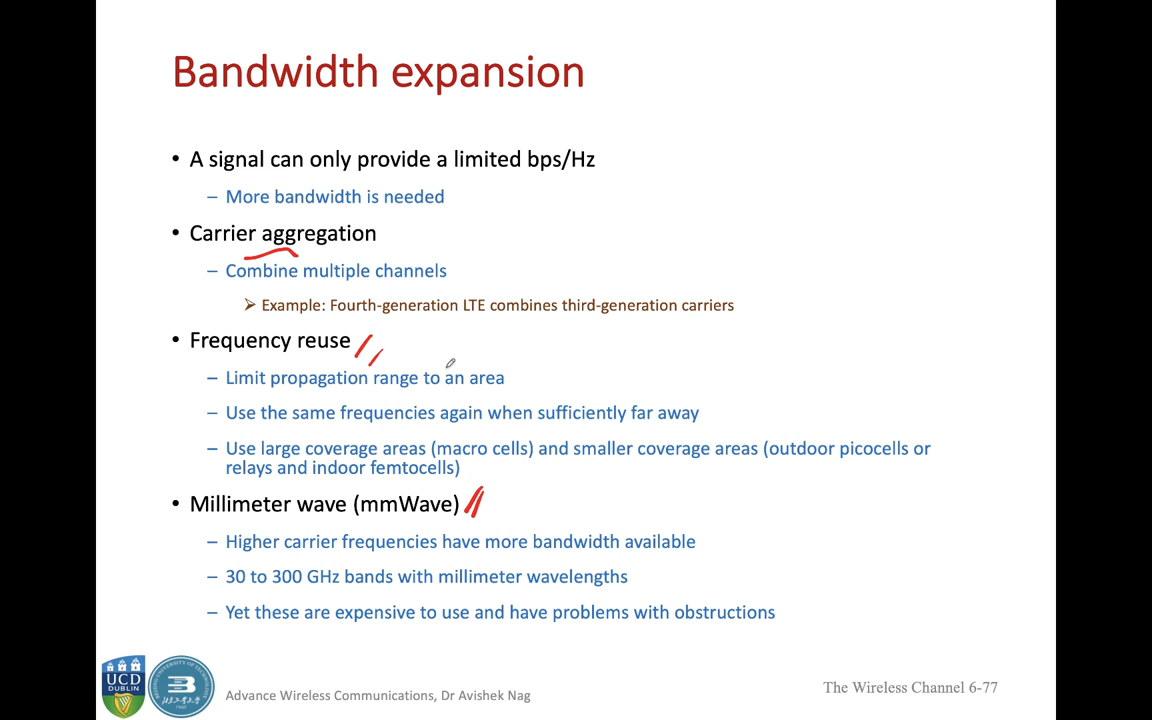 Bandwidth expansion
• A signal can only provide a limited bps/Hz
– More bandwidth is needed
• Carrier aggregation
– Combine multiple channels
➢ Example: Fourth-generation LTE combines third-generation carriers
• Frequency reuse
– Limit propagation range to an area
– Use the same frequencies again when sufficiently far away
– Use large coverage areas (macro cells) and smaller coverage areas (outdoor picocells or
relays and indoor femtocells)
• Millimeter wave (mmWave)
– Higher carrier frequencies have more bandwidth available
– 30 to 300 GHz bands with millimeter wavelengths
– Yet these are expensive to use and have problems with obstructions
UCD
DUBLIN
Advance Wireless Communications, Dr Avishek Nag
The Wireless Channel 6-77